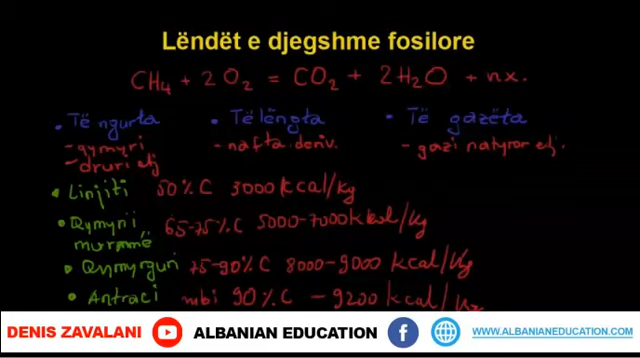 Lëndët e djegshme fosilore
CH4 + 2O2 = CO2 + 2H2O + nx.
• Të ngurta • Të lëngta • Të gazëta
- qymyri - nafta deriv. - gazi natyror etj.
- druri etj
• Linjiti 50% C 3000 kcal/kg
• Qymyri i 65-75% C 5000-7000 kcal/kg
murrmë
• Qymyrguri 75-90% C 8000-9000 kcal/kg
• Antraci mbi 90% C - 9200 kcal/kg
DENIS ZAVALANI ALBANIAN EDUCATION WWW.ALBANIANEDUCATION.COM